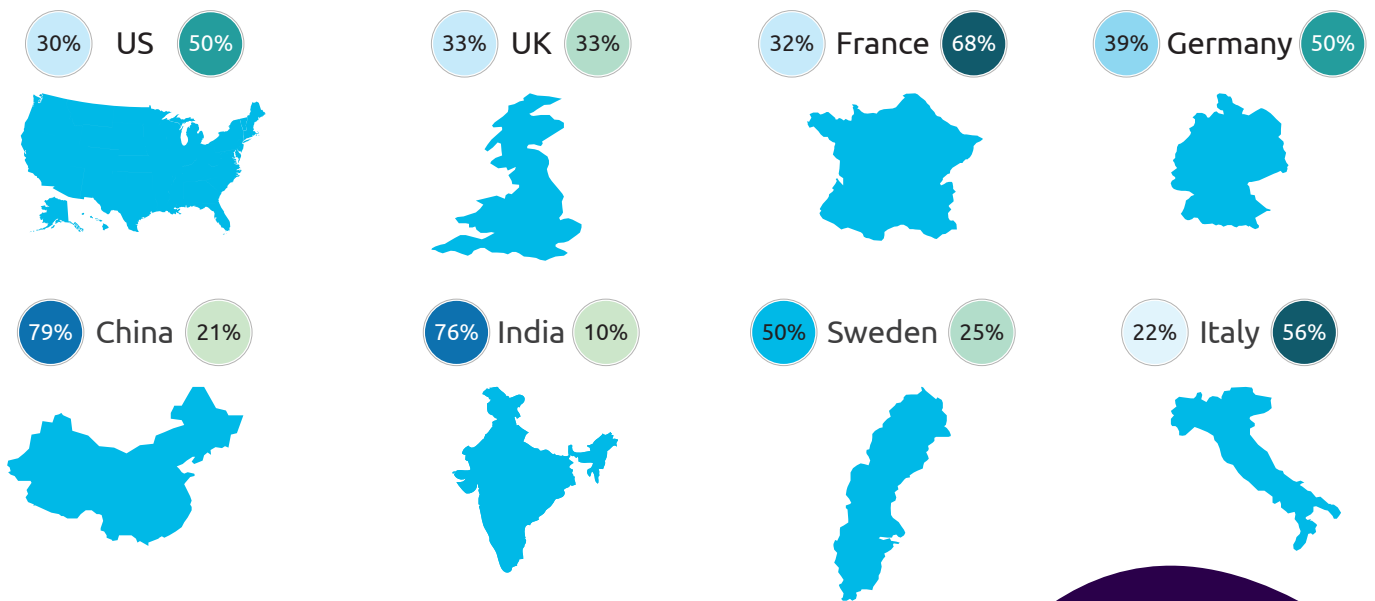 30% US 50%
33% UK 33%
32% France 68%
39% Germany 50%
79% China 21%
76% India 10%
50% Sweden 25%
22% Italy 56%